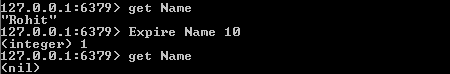 127.0.0.1:6379> get Name
"Rohit"
127.0.0.1:6379> Expire Name 10
(integer) 1
127.0.0.1:6379> get Name
(nil)